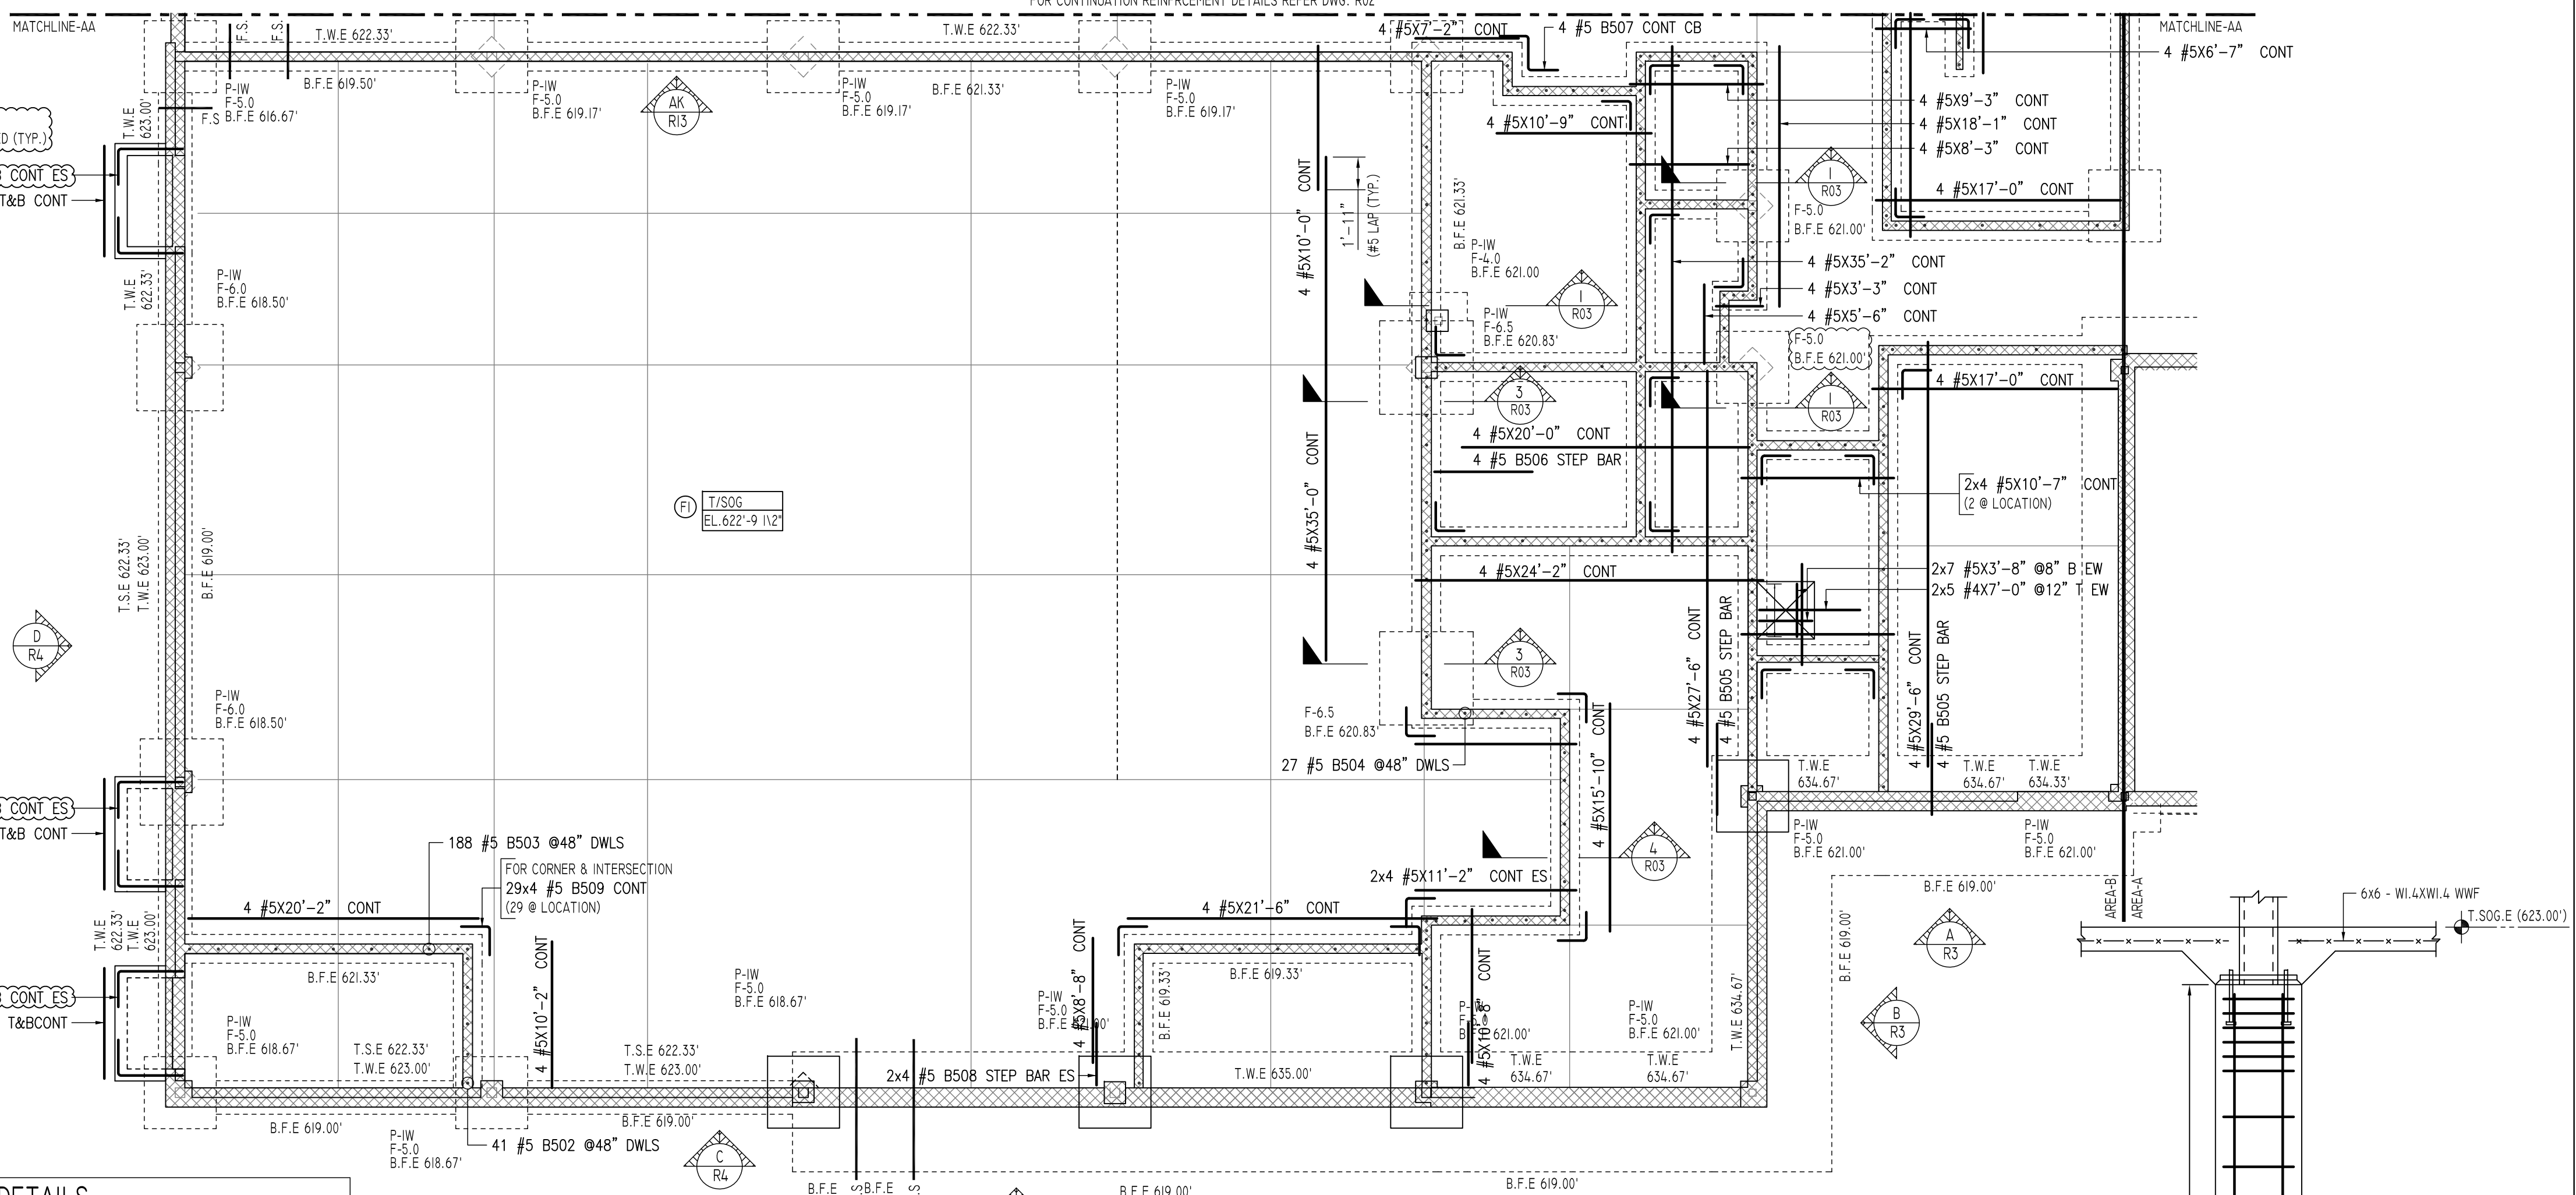 FOR CONTINUATION REINFRCEMENT DETAILS REFER DWG. R02
MATCHLINE-AA
F.S.
F.S.
T.W.E 622.33'
T.W.E 622.33'
4 #5X7'-2" CONT
4 #5 B507 CONT CB
MATCHLINE-AA
4 #5X6'-7" CONT
P-IW
F-5.0
B.F.E 616.67'
F.S
B.F.E 619.50'
P-IW
F-5.0
B.F.E 619.17'
AK
R13
P-IW
F-5.0
B.F.E 619.17'
B.F.E 621.33'
P-IW
F-5.0
B.F.E 619.17'
T.W.E
623.00'
ED (TYP.)
CONT ES
T&B CONT
4 #5X10'-9" CONT
4 #5X9'-3" CONT
4 #5X18'-1" CONT
4 #5X8'-3" CONT
4 #5X10'-0" CONT
1'-11"
(#5 LAP (TYP.)
B.F.E 621.33'
I
R03
F-5.0
B.F.E 621.00'
4 #5X17'-0" CONT
P-IW
F-4.0
B.F.E 621.00
4 #5X35'-2" CONT
4 #5X3'-3" CONT
4 #5X5'-6" CONT
T.W.E
622.33'
P-IW
F-6.0
B.F.E 618.50'
I
R03
P-IW
F-6.5
B.F.E 620.83'
F-5.0
B.F.E 621.00'
3
R03
I
R03
4 #5X17'-0" CONT
4 #5X20'-0" CONT
4 #5 B506 STEP BAR
4 #5X35'-0" CONT
2x4 #5X10'-7" CONT
(2 @ LOCATION)
F1
T/SOG
EL.622'-9 1\2"
T.S.E 622.33'
T.W.E 623.00'
B.F.E 619.00'
4 #5X24'-2" CONT
2x7 #5X3'-8" @8" B EW
2x5 #4X7'-0" @12" T EW
D
R4
3
R03
4 #5X27'-6" CONT
4 #5 B505 STEP BAR
4 #5X29'-6" CONT
4 #5 B505 STEP BAR
P-IW
F-6.0
B.F.E 618.50'
F-6.5
B.F.E 620.83'
27 #5 B504 @48" DWLS
4 #5X15'-10" CONT
T.W.E
634.67'
T.W.E
634.67'
T.W.E
634.33'
CONT ES
T&B CONT
188 #5 B503 @48" DWLS
FOR CORNER & INTERSECTION
29x4 #5 B509 CONT
(29 @ LOCATION)
4
R03
P-IW
F-5.0
B.F.E 621.00'
P-IW
F-5.0
B.F.E 621.00'
2x4 #5X11'-2" CONT ES
B.F.E 619.00'
AREA-B
AREA-A
6x6 - W1.4XW1.4 WWF
T.SOG.E (623.00')
4 #5X20'-2" CONT
4 #5X21'-6" CONT
T.W.E
622.33'
T.W.E
623.00'
B.F.E 619.00'
A
R3
B.F.E 621.33'
4 #5X10'-2" CONT
P-IW
F-5.0
B.F.E 618.67'
4 #5X8'-8" CONT
P-IW
F-5.0
B.F.E 621.00'
B.F.E 619.33'
B.F.E 619.33'
4 #5X10'-8" CONT
P-IW
F-5.0
B.F.E 621.00'
P-IW
F-5.0
B.F.E 621.00'
T.W.E 634.67'
B
R3
CONT ES
T&BCONT
P-IW
F-5.0
B.F.E 618.67'
T.S.E 622.33'
T.W.E 623.00'
T.S.E 622.33'
T.W.E 623.00'
2x4 #5 B508 STEP BAR ES
T.W.E 635.00'
T.W.E
634.67'
T.W.E
634.67'
B.F.E 619.00'
P-IW
F-5.0
B.F.E 618.67'
41 #5 B502 @48" DWLS
B.F.E 619.00'
C
R4
B.F.E
B.F.E
B.F.E 619.00'
B.F.E 619.00'
DETAILS